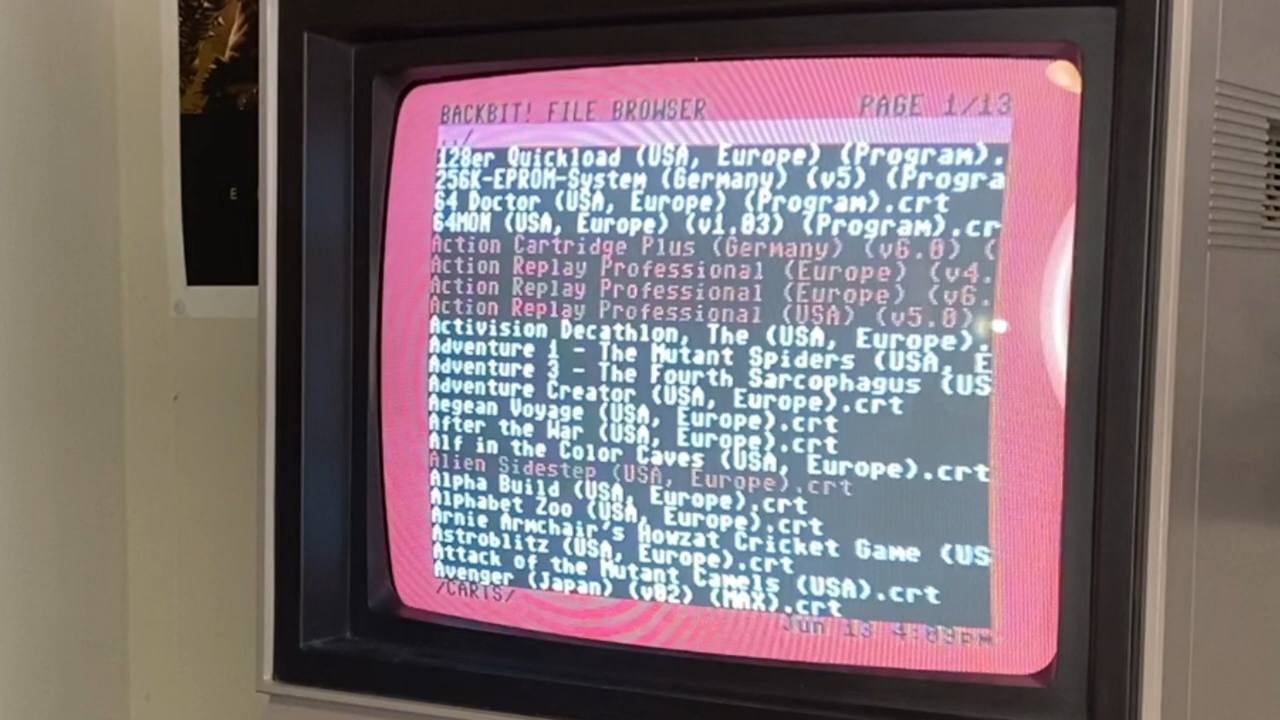 BACKBIT! FILE BROWSER PAGE 1/13
../
128er Quickload (USA, Europe) (Program).
256K-EPROM-System (Germany) (v5) (Progra
64 Doctor (USA, Europe) (Program).crt
64MON (USA, Europe) (v1.03) (Program).cr
Action Cartridge Plus (Germany) (v6.0) (
Action Replay Professional (Europe) (v4.
Action Replay Professional (Europe) (v6.
Action Replay Professional (USA) (v5.0)
Activision Decathlon, The (USA, Europe).
Adventure 1 - The Mutant Spiders (USA, E
Adventure 3 - The Fourth Sarcophagus (US
Adventure Creator (USA, Europe).crt
Aegean Voyage (USA, Europe).crt
After the War (USA, Europe).crt
Alf in the Color Caves (USA, Europe).crt
Alien Sidestep (USA, Europe).crt
Alpha Build (USA, Europe).crt
Alphabet Zoo (USA, Europe).crt
Arnie Armchair's Howzat Cricket Game (US
Astroblitz (USA, Europe).crt
Attack of the Mutant Camels (USA).crt
Avenger (Japan) (v02) (MAX).crt
/CARTS/
Jun 13 4:09pm